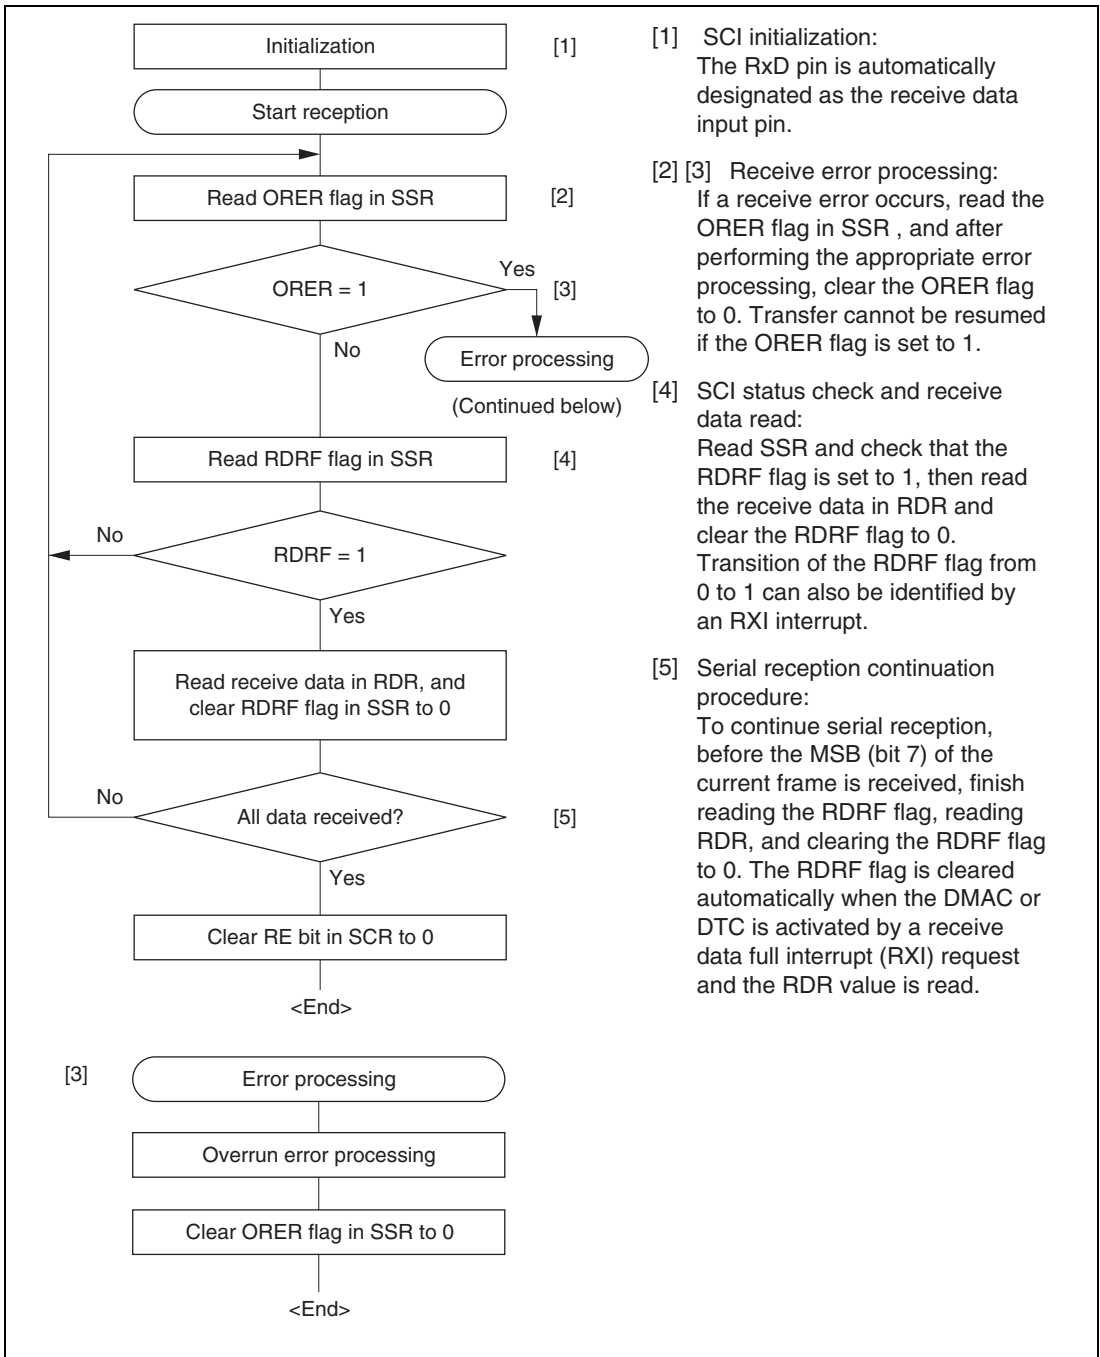 Initialization
[1]
Start reception
Read ORER flag in SSR
[2]
Yes
ORER = 1
[3]
No
Error processing
(Continued below)
Read RDRF flag in SSR
[4]
No
RDRF = 1
Yes
Read receive data in RDR, and
clear RDRF flag in SSR to 0
No
All data received?
[5]
Yes
Clear RE bit in SCR to 0
<End>
[3]
Error processing
Overrun error processing
Clear ORER flag in SSR to 0
<End>
[1] SCI initialization:
The RxD pin is automatically
designated as the receive data
input pin.
[2] [3] Receive error processing:
If a receive error occurs, read the
ORER flag in SSR , and after
performing the appropriate error
processing, clear the ORER flag
to 0. Transfer cannot be resumed
if the ORER flag is set to 1.
[4] SCI status check and receive
data read:
Read SSR and check that the
RDRF flag is set to 1, then read
the receive data in RDR and
clear the RDRF flag to 0.
Transition of the RDRF flag from
0 to 1 can also be identified by
an RXI interrupt.
[5] Serial reception continuation
procedure:
To continue serial reception,
before the MSB (bit 7) of the
current frame is received, finish
reading the RDRF flag, reading
RDR, and clearing the RDRF flag
to 0. The RDRF flag is cleared
automatically when the DMAC or
DTC is activated by a receive
data full interrupt (RXI) request
and the RDR value is read.